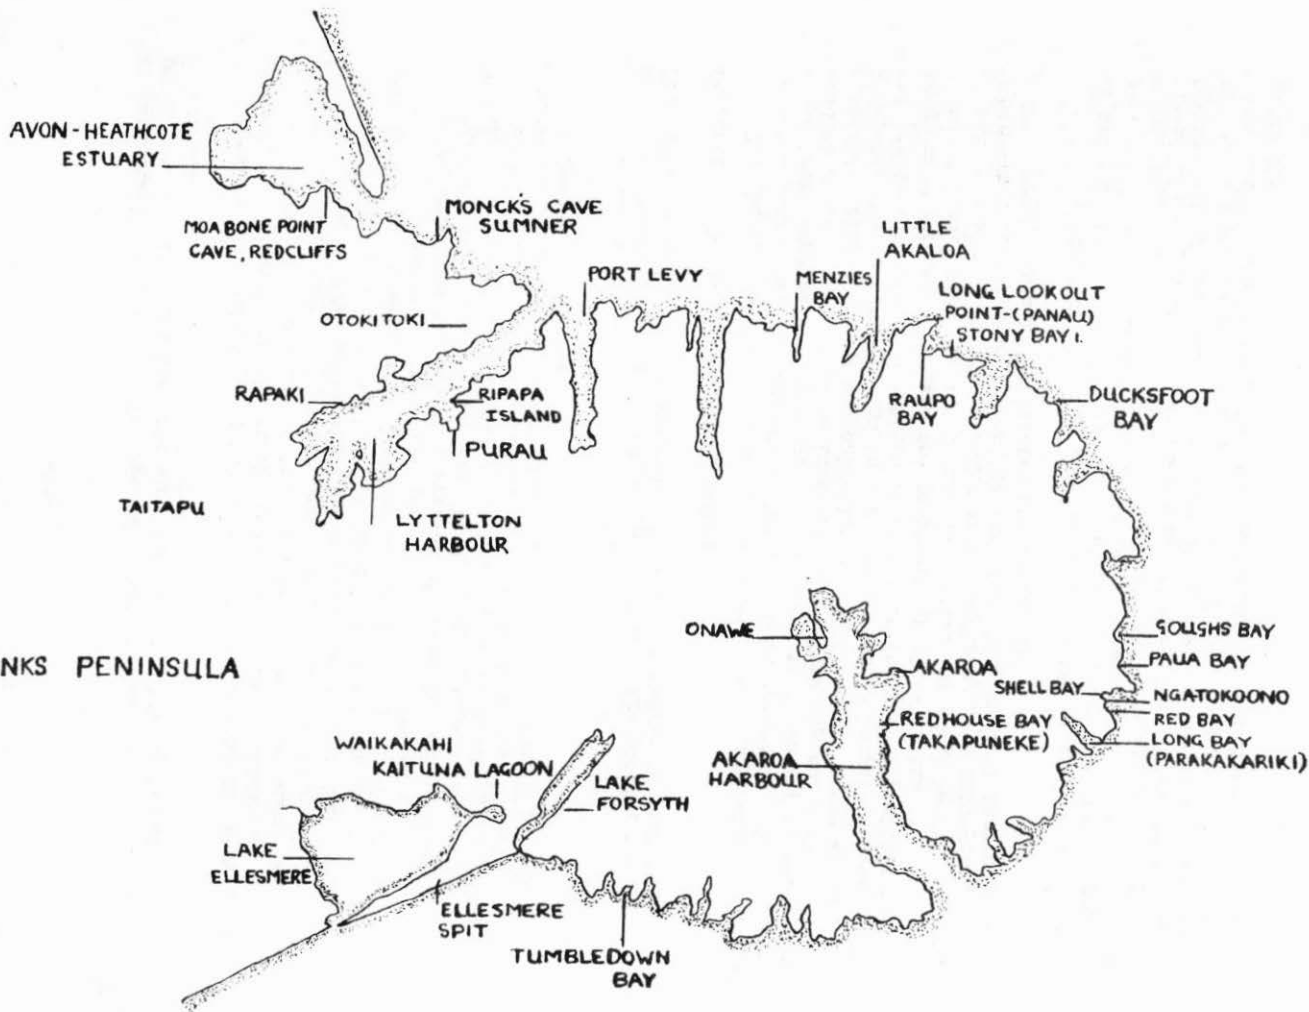 AVON-HEATHCOTE
ESTUARY
MOA BONE POINT
CAVE, REDCLIFFS
MONCK'S CAVE
SUMNER
PORT LEVY
MENZIES
BAY
LITTLE
AKALOA
LONG LOOKOUT
POINT-(PANAU)
STONY BAY 1.
OTOKITOKI
RAPAKI
RIPAPA
ISLAND
PURAU
RAUPO
BAY
DUCKSFOOT
BAY
TAITAPU
LYTTELTON
HARBOUR
ONAWE
GOUGHS BAY
PAUA BAY
AKAROA
SHELL BAY
NGATOKOONO
NKS PENINSULA
REDHOUSE BAY
(TAKAPUNEKE)
RED BAY
LONG BAY
(PARAKAKARIKI)
WAIKAKAHI
KAITUNA LAGOON
AKAROA
HARBOUR
LAKE
FORSYTH
LAKE
ELLESMERE
ELLESMERE
SPIT
TUMBLEDOWN
BAY